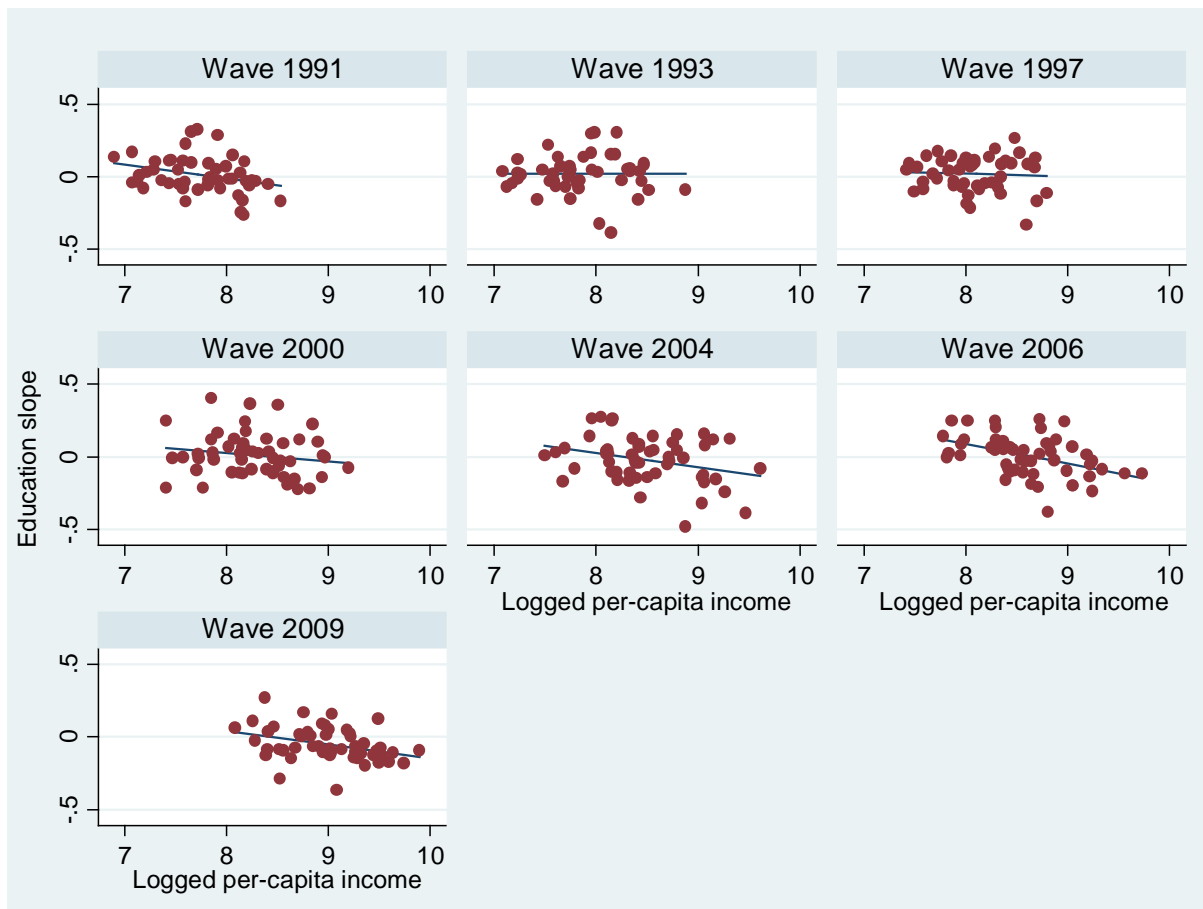 Wave 1991
Wave 1993
Wave 1997
.5
0
-.5
7 8 9 10
7 8 9 10
7 8 9 10
Wave 2000
Wave 2004
Wave 2006
Education slope
.5
0
-.5
7 8 9 10
7 8 9 10
7 8 9 10
Logged per-capita income
Logged per-capita income
Wave 2009
.5
0
-.5
7 8 9 10
Logged per-capita income